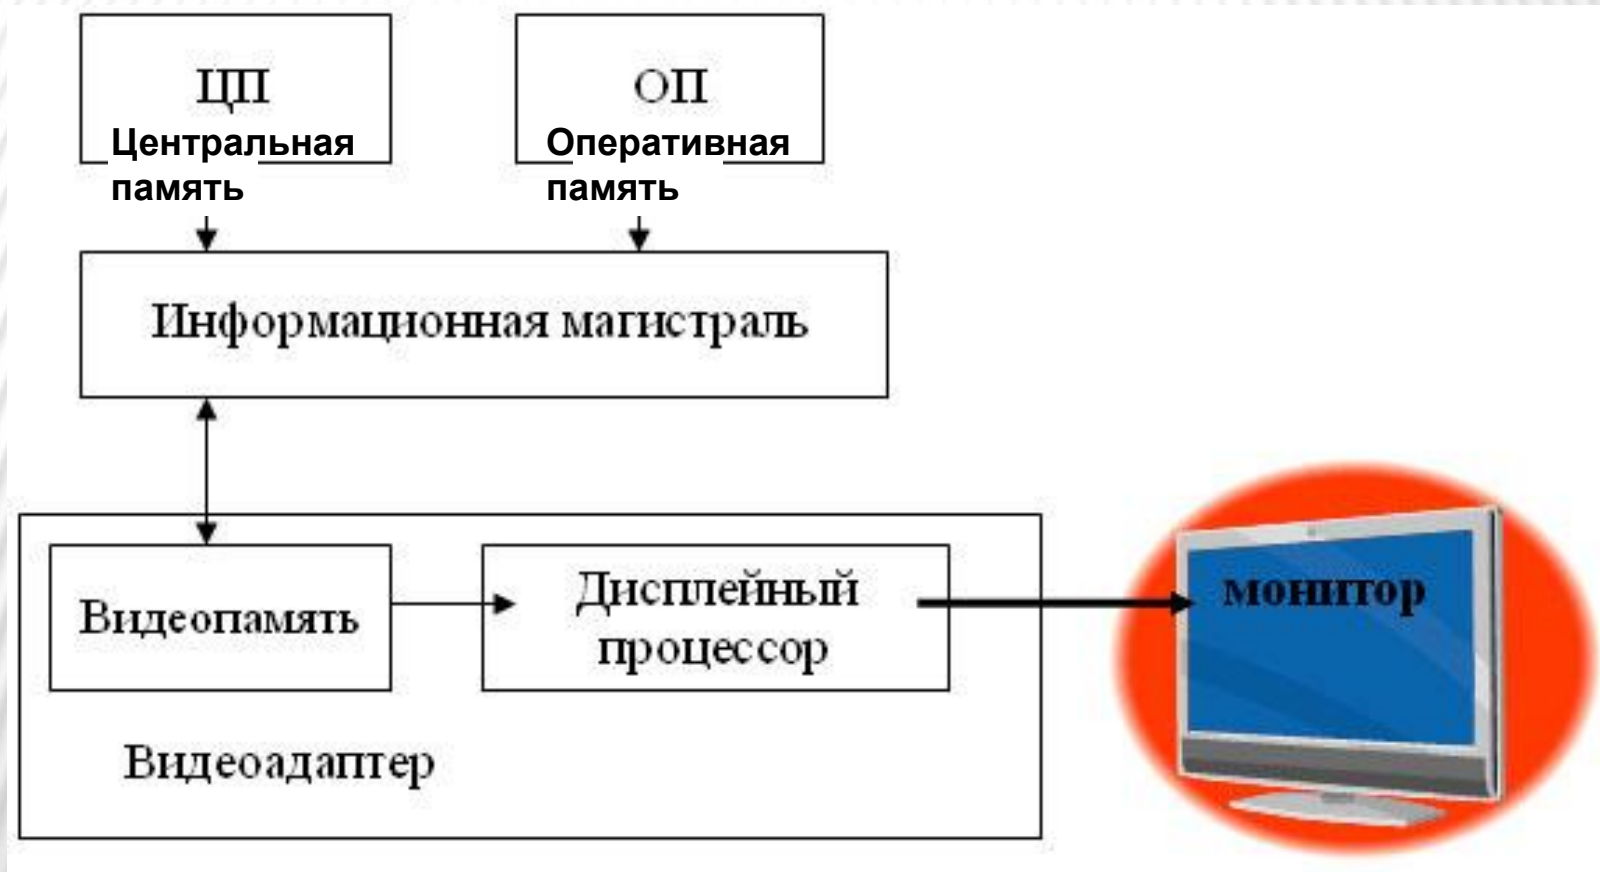 ЦП
Центральная
память
ОП
Оперативная
память
Информационная магистраль
Видеопамять
Дисплейный
процессор
монитор
Видеоадаптер